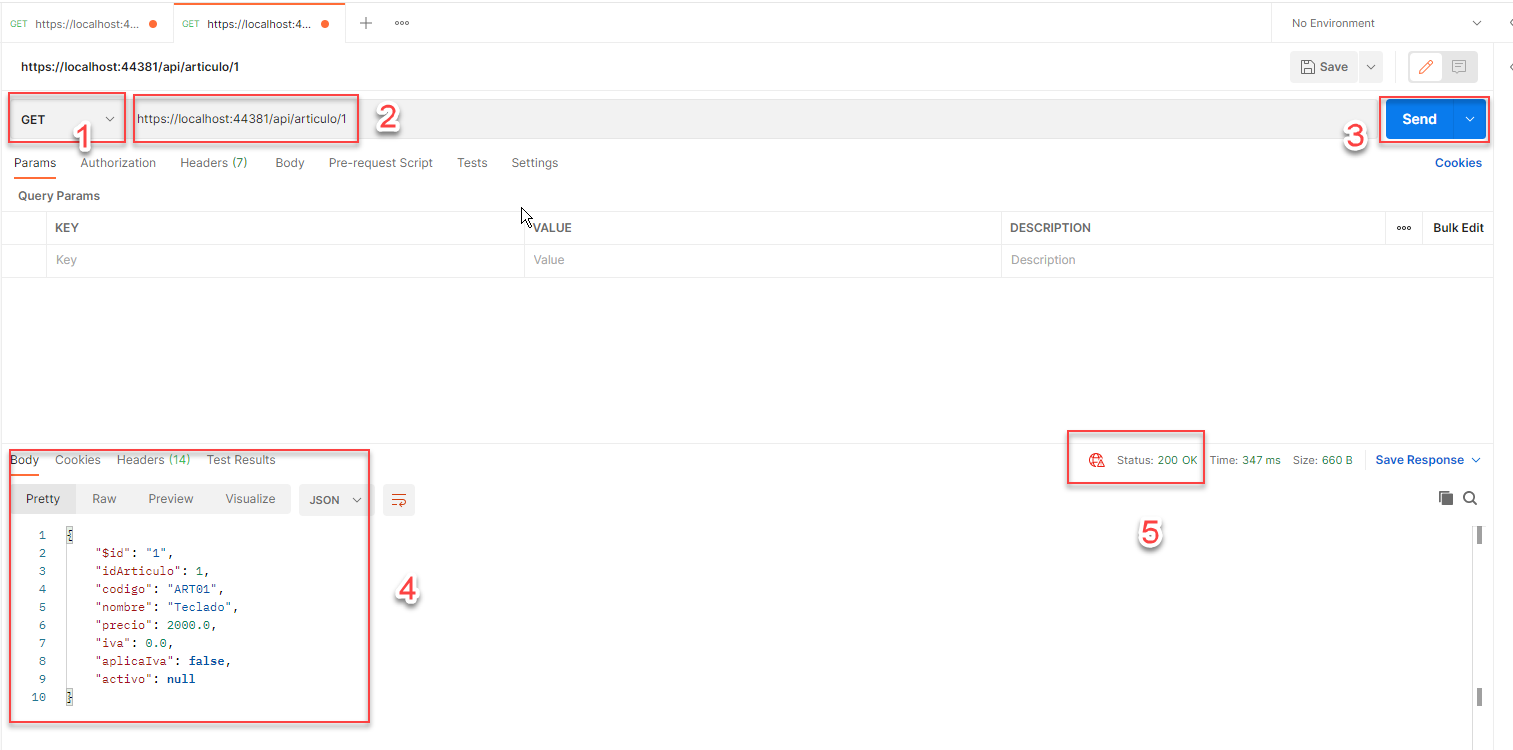 GET https://localhost:4... GET https://localhost:4... No Environment
https://localhost:44381/api/articulo/1 Save
GET 1 https://localhost:44381/api/articulo/1 2 3 Send
Params Authorization Headers (7) Body Pre-request Script Tests Settings Cookies
Query Params
KEY VALUE DESCRIPTION Bulk Edit
Key Value Description
Body Cookies Headers (14) Test Results Status: 200 OK Time: 347 ms Size: 660 B Save Response
Pretty Raw Preview Visualize JSON
5
1 {
2 "$id": "1",
3 "idArticulo": 1,
4 "codigo": "ART01",
4
5 "nombre": "Teclado",
6 "precio": 2000.0,
7 "iva": 0.0,
8 "aplicaIva": false,
9 "activo": null
10 }